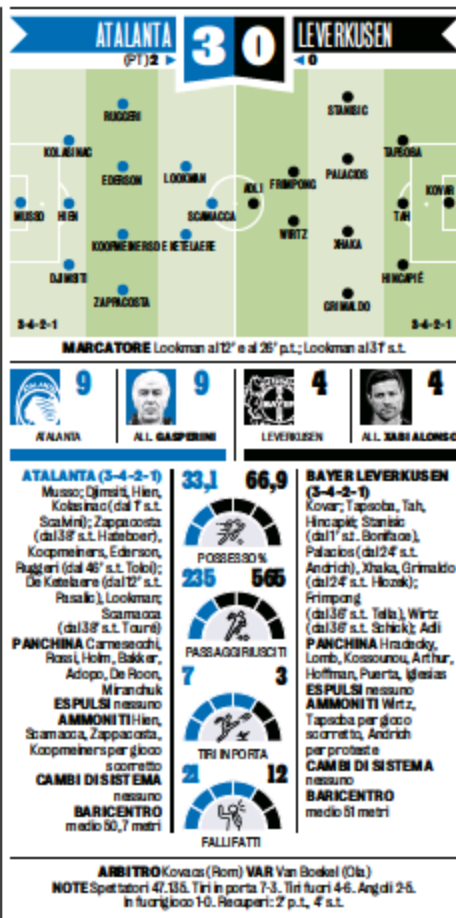 ATALANTA 3 0 LEVERKUSEN
(PT) 2 0
RUGGERI
STANISIC
KOLASINAC
TAPSOBA
EDERSON
LOOKMAN
PALACIOS
FRIMPONG
ADLI
KOVAR
MUSSO
HIEN
SCAMACCA
TAH
WIRTZ
KOOPMEINERS
DE KETELAERE
XHAKA
DJIMSITI
HINCAPIÉ
ZAPPACOSTA
GRIMALDO
3-4-2-1
3-4-2-1
MARCATORE Lookman al 12' e al 26' p.t.; Lookman al 31' s.t.
9
9
4
4
ATALANTA
ALL. GASPERINI
LEVERKUSEN
ALL. XABI ALONSO
ATALANTA (3-4-2-1)
Musso; Djimsiti, Hien,
Kolasinac (dal 1' s.t.
Scalvini); Zappacosta
(dal 38' s.t. Hateboer),
Koopmeiners, Ederson,
Ruggeri (dal 46' s.t. Toloi);
De Ketelaere (dal 12' s.t.
Pasalic), Lookman;
Scamacca
(dal 38' s.t. Touré)
PANCHINA Carnesecchi,
Rossi, Holm, Bakker,
Adopo, De Roon,
Miranchuk
ESPULSI nessuno
AMMONITI Hien,
Scamacca, Zappacosta,
Koopmeiners per gioco
scorretto
CAMBI DI SISTEMA
nessuno
BARICENTRO
medio 50,7 metri
33,1 66,9
POSSESSO %
235 565
PASSAGGI RIUSCITI
7 3
TIRI IN PORTA
21 12
FALLI FATTI
BAYER LEVERKUSEN
(3-4-2-1)
Kovar; Tapsoba, Tah,
Hincapié; Stanisic
(dal 1' s.t. Boniface),
Palacios (dal 24' s.t.
Andrich), Xhaka, Grimaldo
(dal 24' s.t. Hlozek);
Frimpong
(dal 36' s.t. Tella), Wirtz
(dal 36' s.t. Schick); Adli
PANCHINA Hradecky,
Lomb, Kossounou, Arthur,
Hoffman, Puerta, Iglesias
ESPULSI nessuno
AMMONITI Wirtz,
Tapsoba per gioco
scorretto, Andrich
per proteste
CAMBI DI SISTEMA
nessuno
BARICENTRO
medio 51 metri
ARBITRO Kovacs (Rom) VAR Van Boekel (Ola)
NOTE Spettatori 47.135. Tiri in porta 7-3. Tiri fuori 4-6. Angoli 2-5.
In fuorigioco 1-0. Recuperi: 2' p.t., 4' s.t.